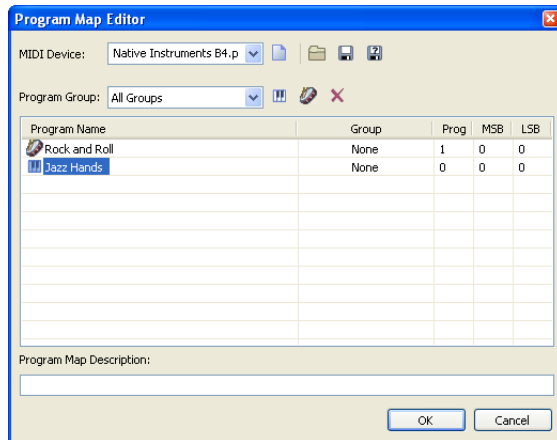 Program Map Editor
MIDI Device: Native Instruments B4.p
Program Group: All Groups
Program Name Group Prog MSB LSB
Rock and Roll None 1 0 0
Jazz Hands None 0 0 0
Program Map Description:
OK Cancel